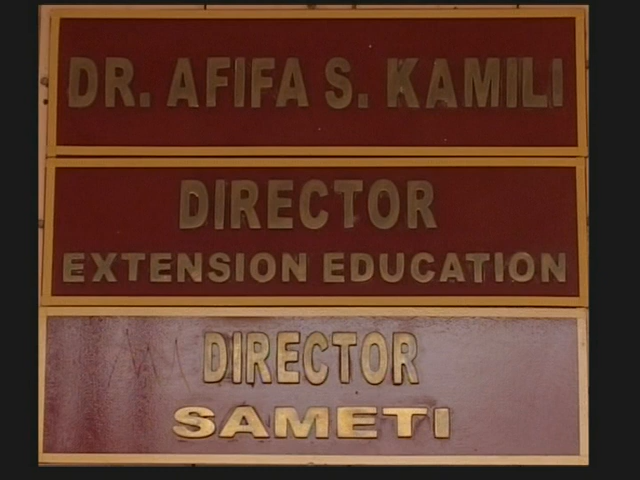 DR. AFIFA S. KAMILI
DIRECTOR
EXTENSION EDUCATION
DIRECTOR
SAMETI